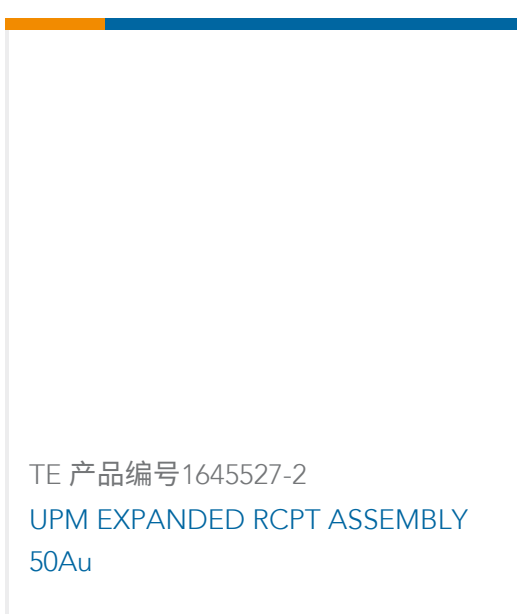 TE 产品编号1645527-2
UPM EXPANDED RCPT ASSEMBLY
50Au